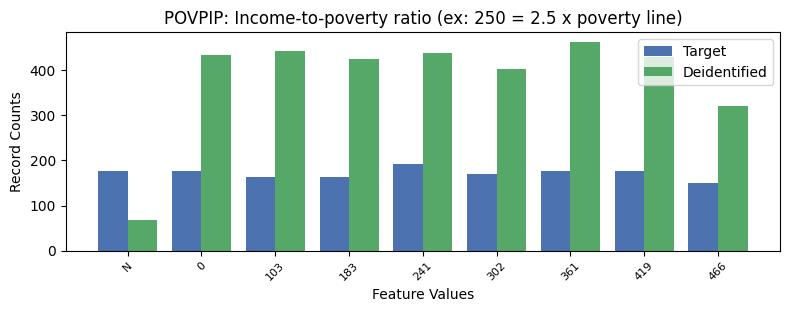 POVPIP: Income-to-poverty ratio (ex: 250 = 2.5 x poverty line)
Target
Deidentified
Record Counts
400
300
200
100
0
N 0 103 183 241 302 361 419 466
Feature Values